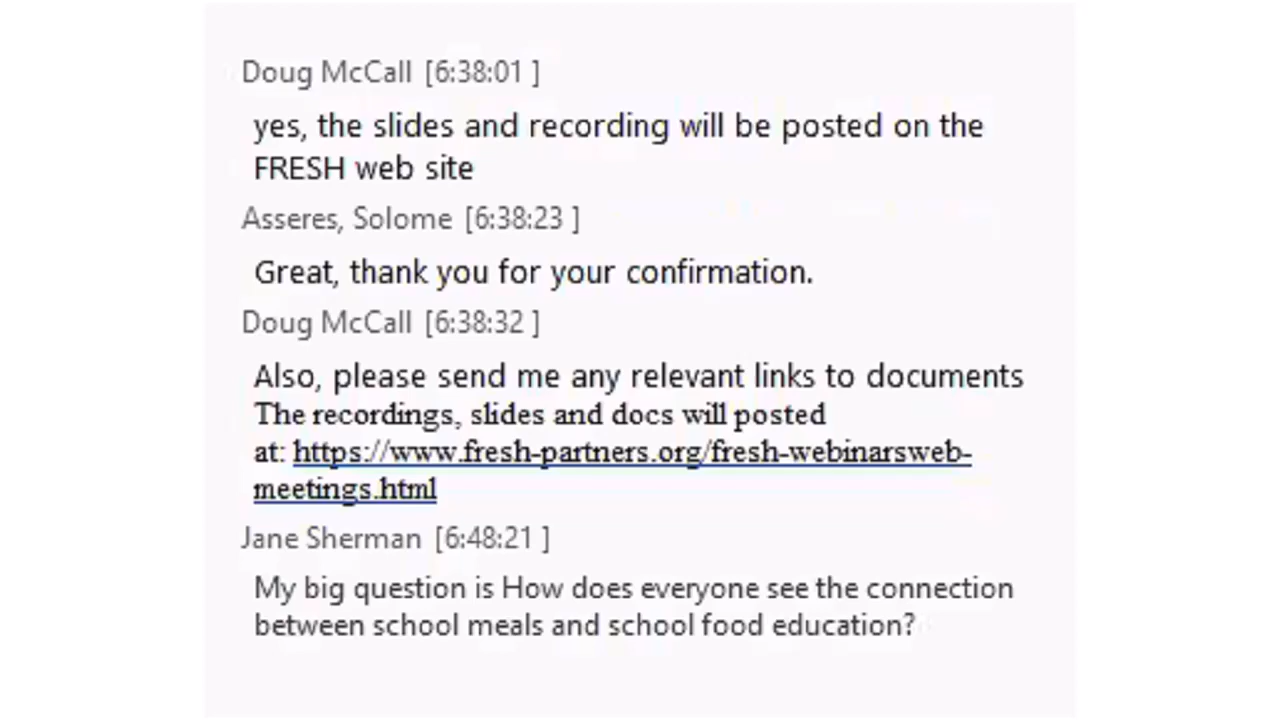 Doug McCall [6:38:01 ]
yes, the slides and recording will be posted on the
FRESH web site
Asseres, Solome [6:38:23 ]
Great, thank you for your confirmation.
Doug McCall [6:38:32 ]
Also, please send me any relevant links to documents
The recordings, slides and docs will posted
at: https://www.fresh-partners.org/fresh-webinarsweb-
meetings.html
Jane Sherman [6:48:21 ]
My big question is How does everyone see the connection
between school meals and school food education?